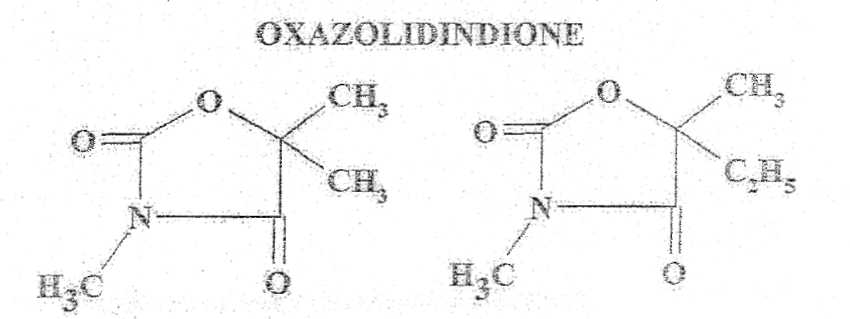 OXAZOLIDINDIONE
O CH₃ O CH₃
O O
CH₃ C₂H₅
N N
H₃C O H₃C O